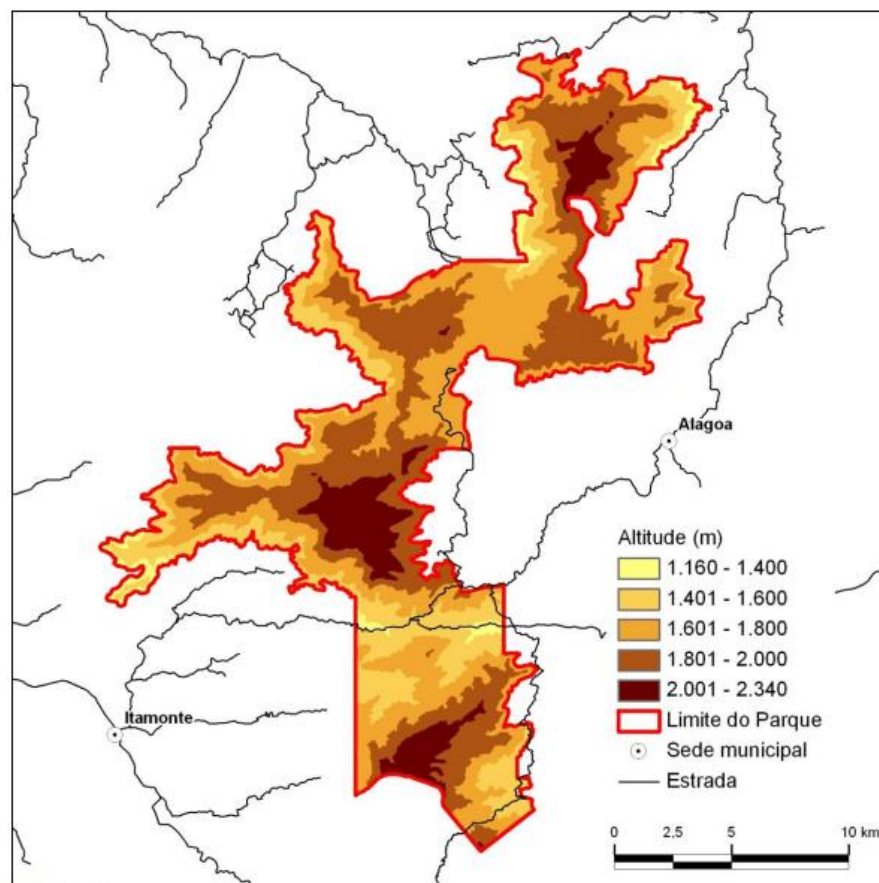 Alagoa
Itamonte
Altitude (m)
1.160 - 1.400
1.401 - 1.600
1.601 - 1.800
1.801 - 2.000
2.001 - 2.340
Limite do Parque
Sede municipal
Estrada
0 2,5 5 10 km